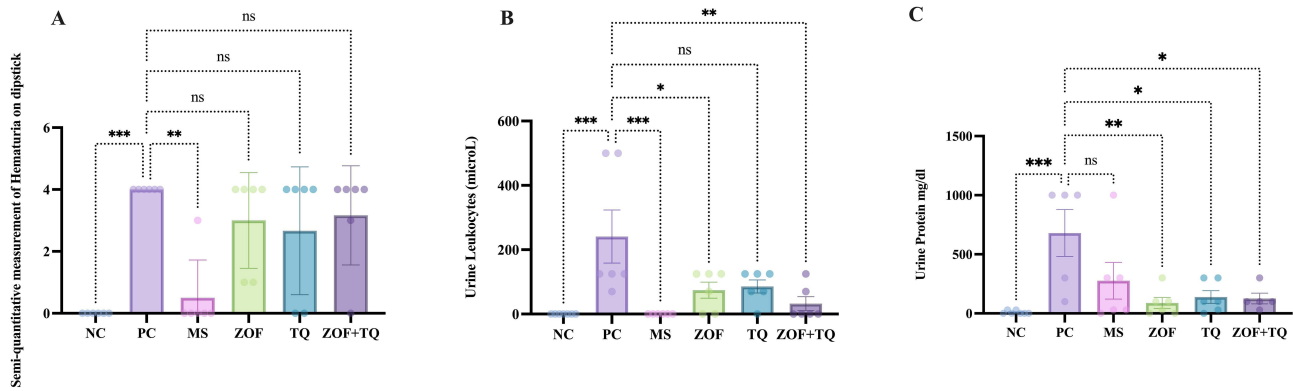 A
Semi-quantitative measurement of Hematuria on dipstick
ns
ns
ns
*** **
6
4
2
0
NC PC MS ZOF TQ ZOF+TQ
B
Urine Leukocytes (microL)
**
ns
*
*** ***
600
400
200
0
NC PC MS ZOF TQ ZOF+TQ
C
Urine Protein mg/dl
*
*
**
*** ns
1500
1000
500
0
NC PC MS ZOF TQ ZOF+TQ